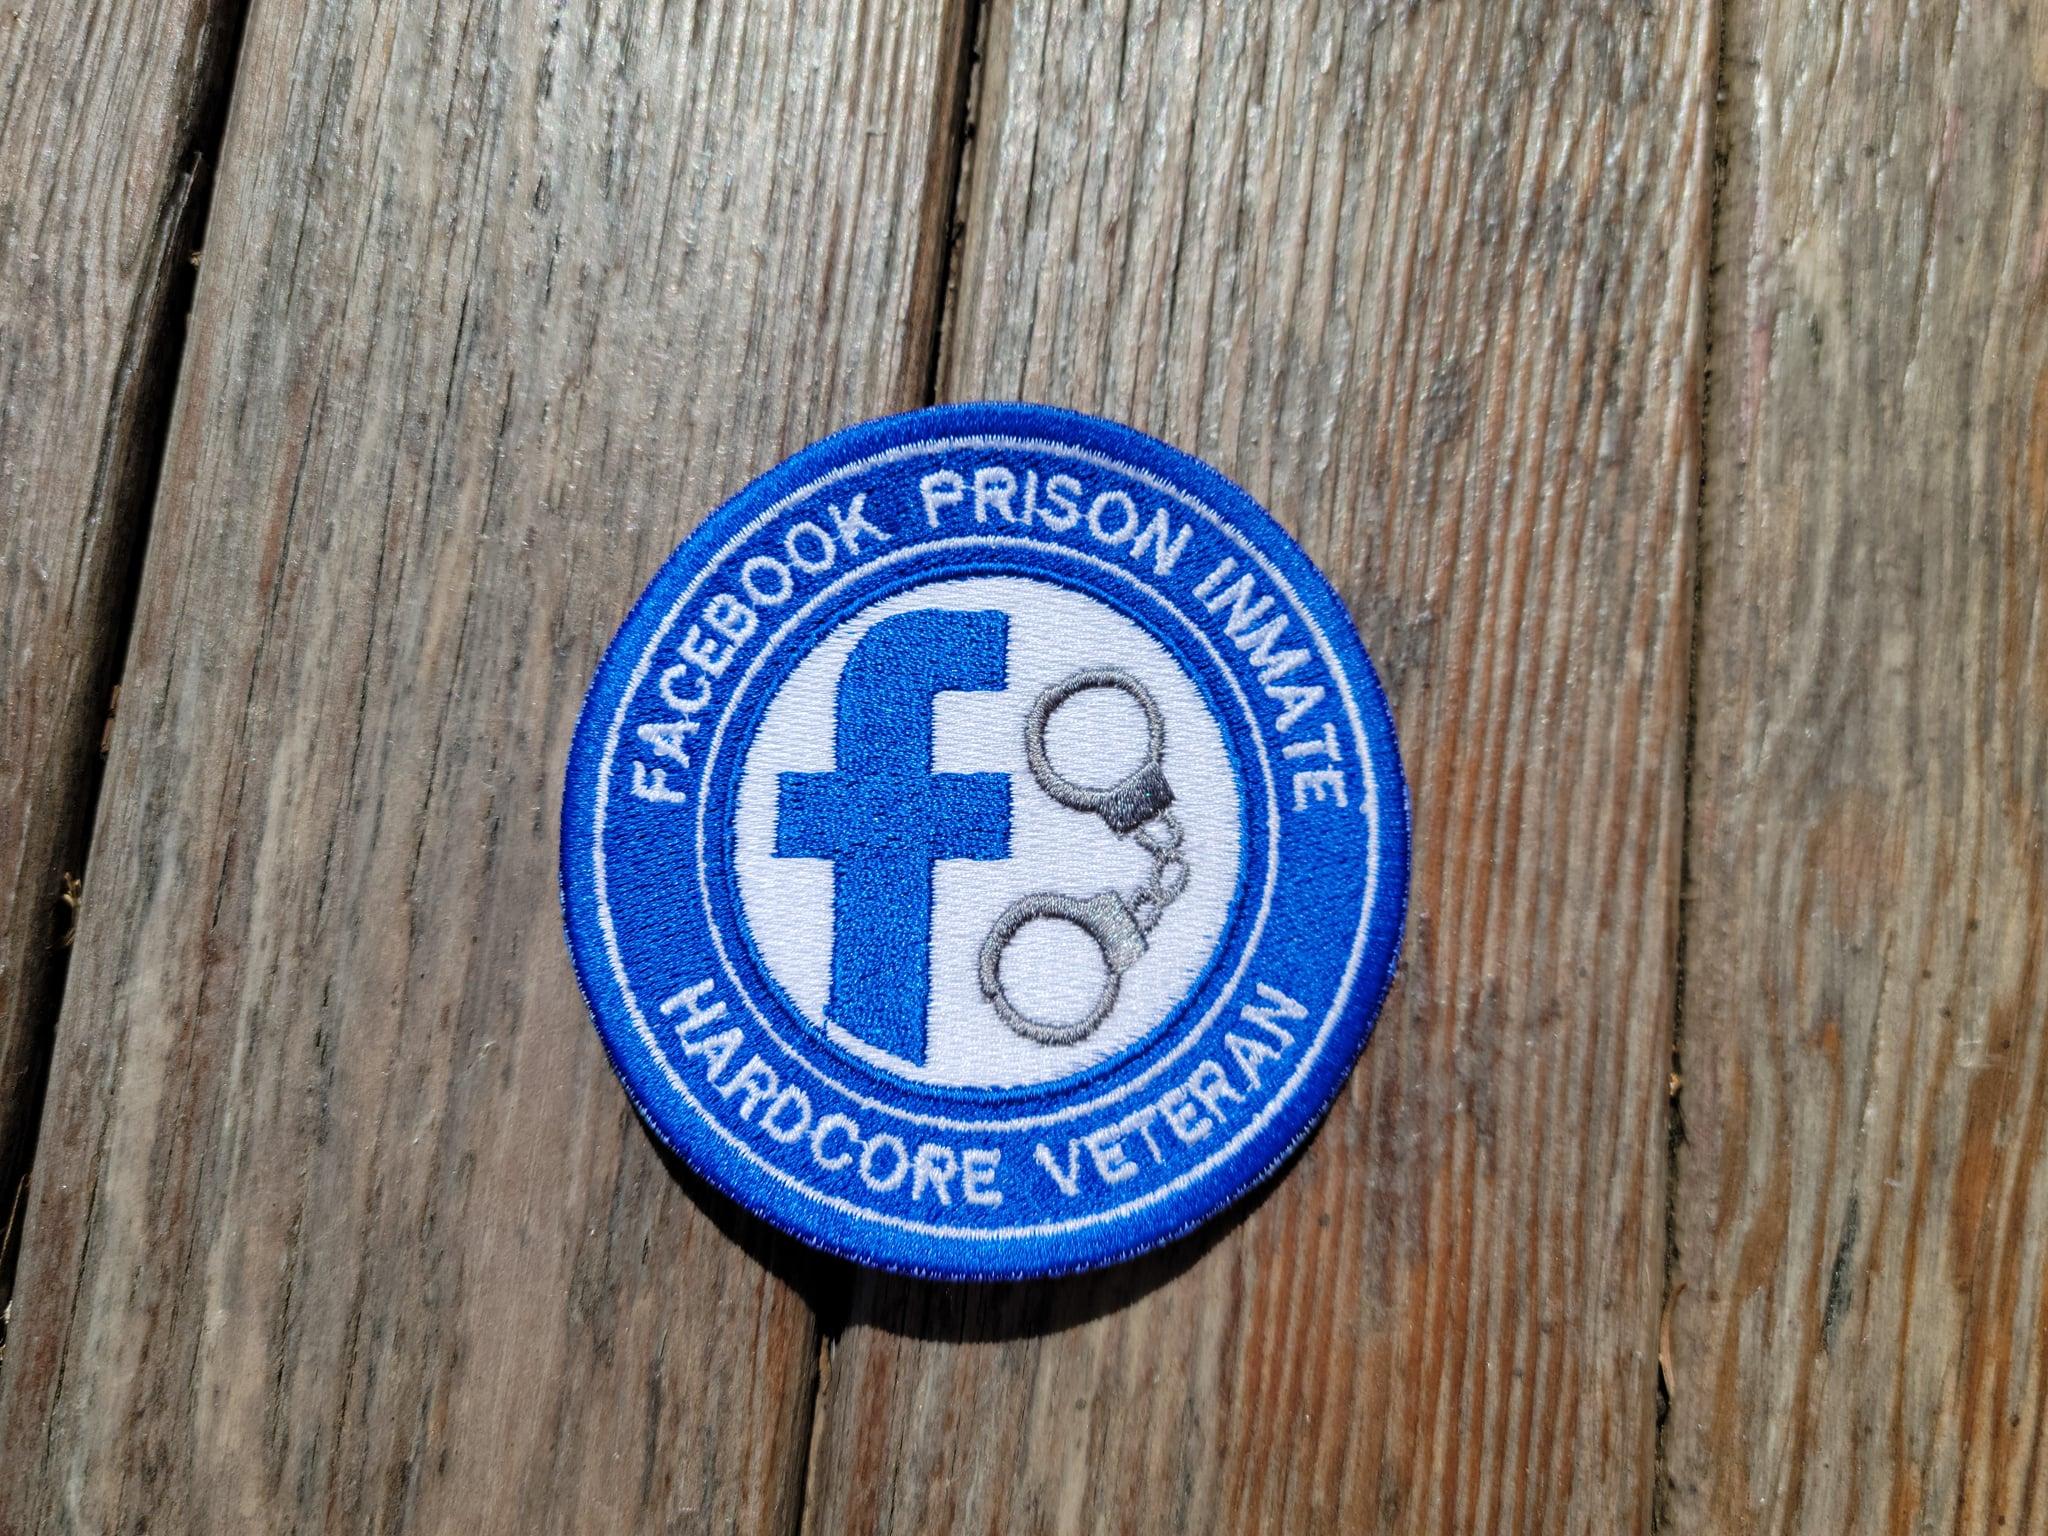 FACEBOOK PRISON INMATE
f
HARDCORE VETERAN